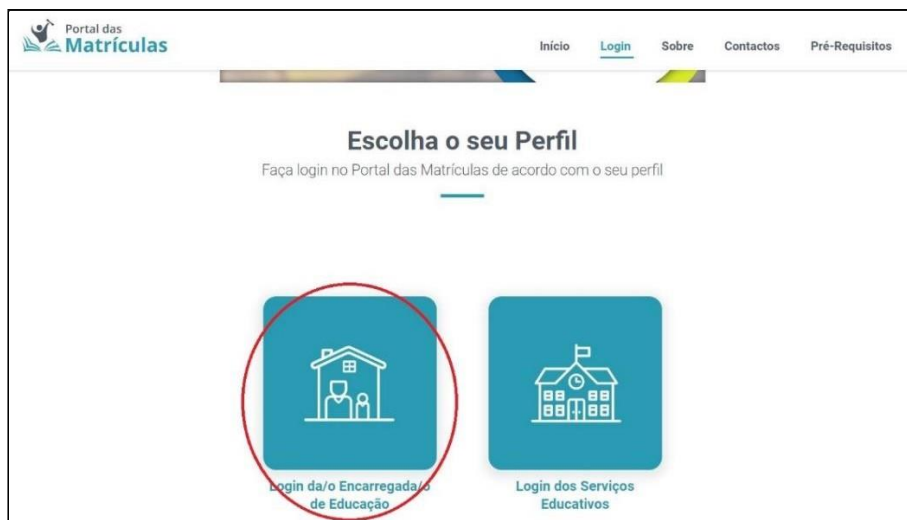 Portal das
Matrículas
Início Login Sobre Contactos Pré-Requisitos
Escolha o seu Perfil
Faça login no Portal das Matrículas de acordo com o seu perfil
Login da/o Encarregada/o
de Educação
Login dos Serviços
Educativos